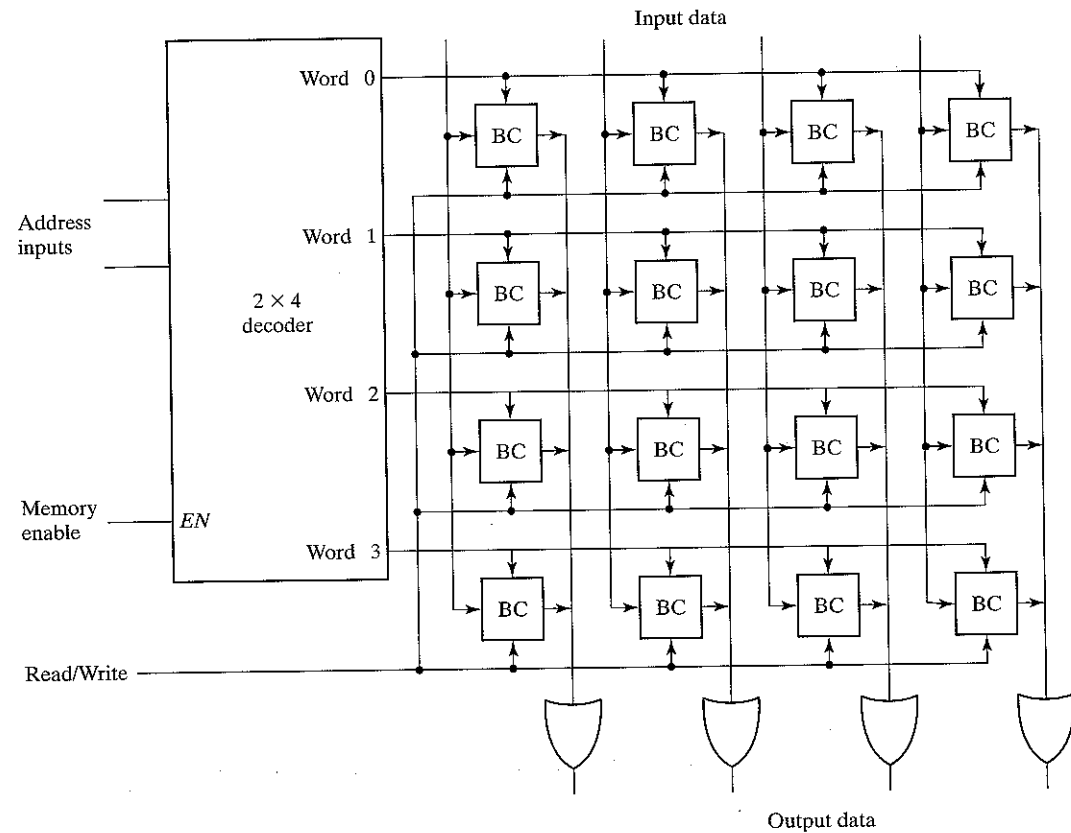 Input data
Word 0
BC BC BC BC
Address
inputs
Word 1
BC BC BC BC
2 × 4
decoder
Word 2
BC BC BC BC
Memory
enable
EN
Word 3
BC BC BC BC
Read/Write
Output data